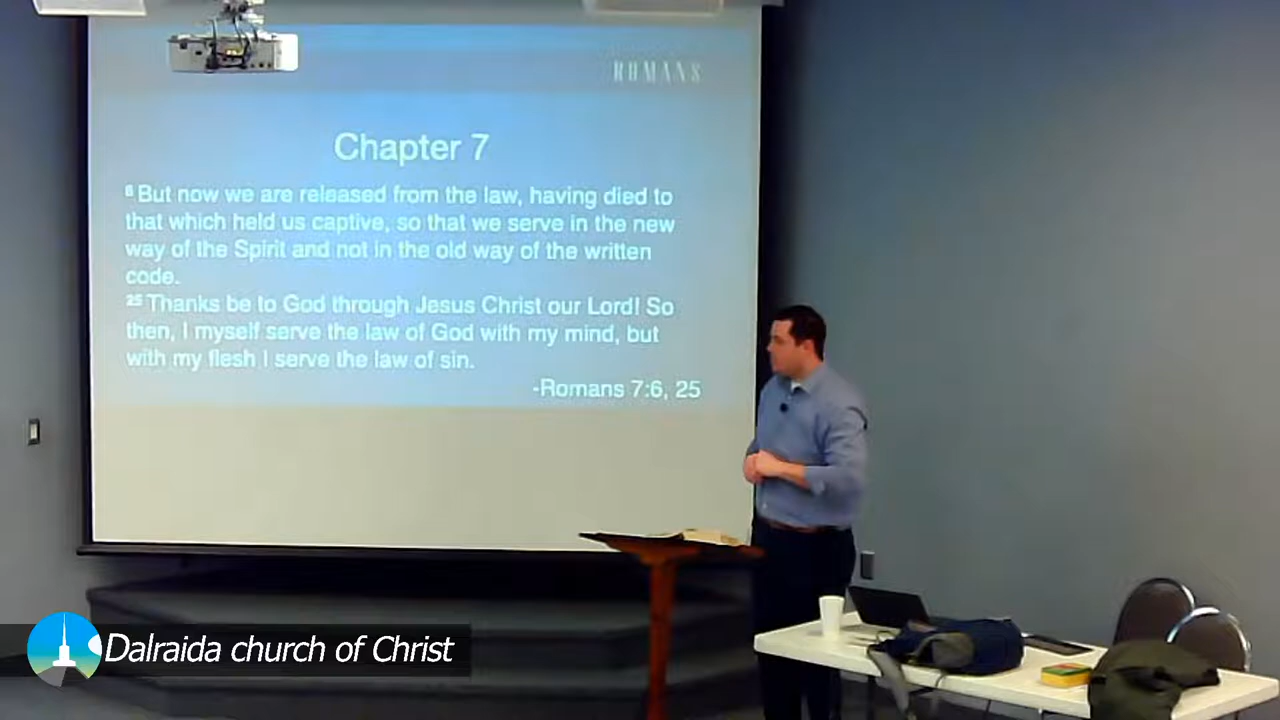 ROMANS
Chapter 7
6 But now we are released from the law, having died to
that which held us captive, so that we serve in the new
way of the Spirit and not in the old way of the written
code.
25 Thanks be to God through Jesus Christ our Lord! So
then, I myself serve the law of God with my mind, but
with my flesh I serve the law of sin.
-Romans 7:6, 25
Dalraida church of Christ